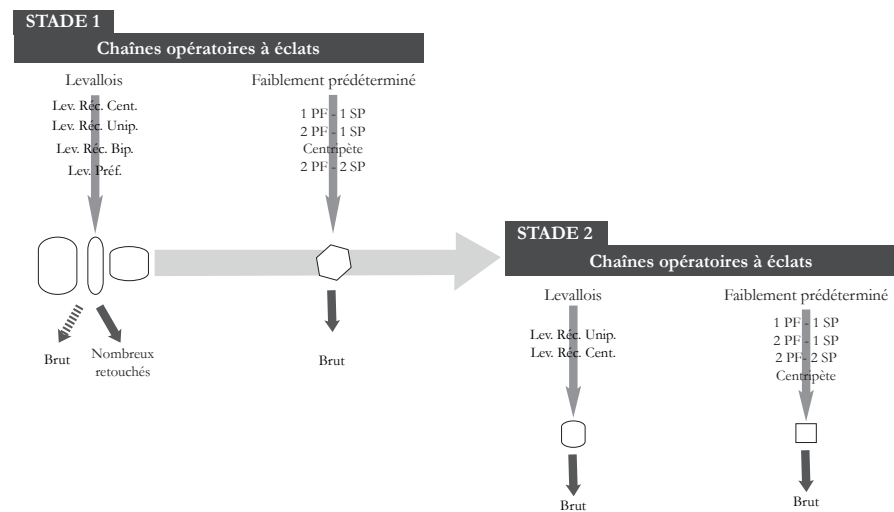 STADE 1
Chaînes opératoires à éclats
Levallois
Lev. Réc. Cent.
Lev. Réc. Unip.
Lev. Réc. Bip.
Lev. Préf.
Faiblement prédéterminé
1 PF - 1 SP
2 PF - 1 SP
Centripète
2 PF - 2 SP
Brut
Nombreux
retouchés
Brut
STADE 2
Chaînes opératoires à éclats
Levallois
Lev. Réc. Unip.
Lev. Réc. Cent.
Faiblement prédéterminé
1 PF - 1 SP
2 PF - 1 SP
2 PF- 2 SP
Centripète
Brut
Brut